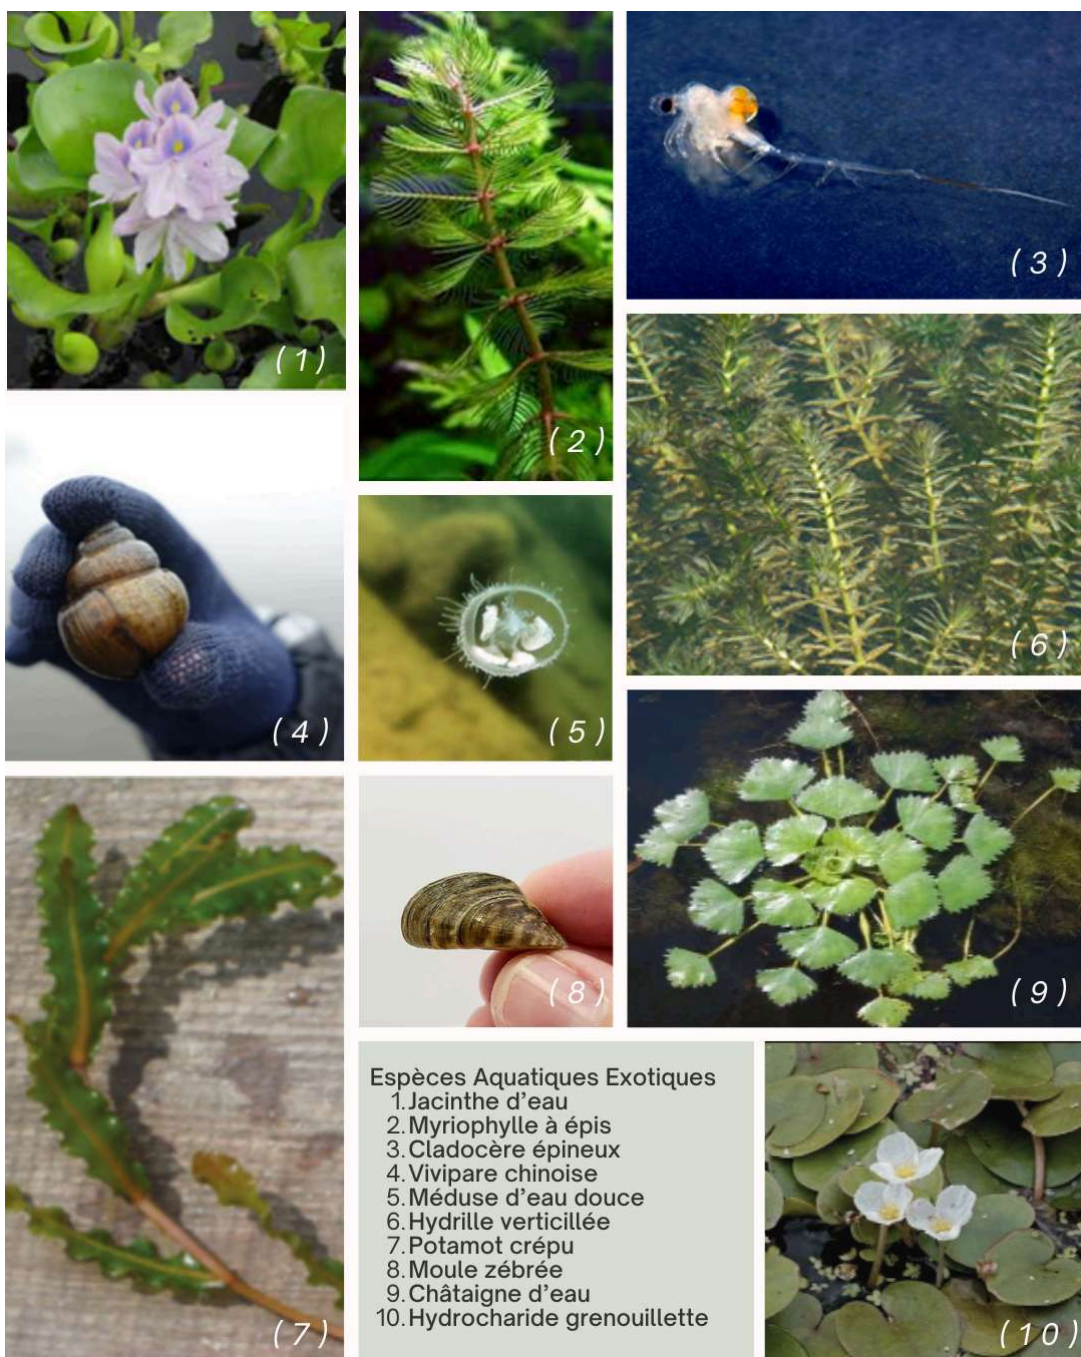 (1)
(2)
(3)
(4)
(5)
(6)
(7)
(8)
(9)
(10)
Espèces Aquatiques Exotiques
1. Jacinthe d'eau
2. Myriophylle à épis
3. Cladocère épineux
4. Vivipare chinoise
5. Méduse d'eau douce
6. Hydrille verticillée
7. Potamot crépu
8. Moule zébrée
9. Châtaigne d'eau
10. Hydrocharide grenouillette